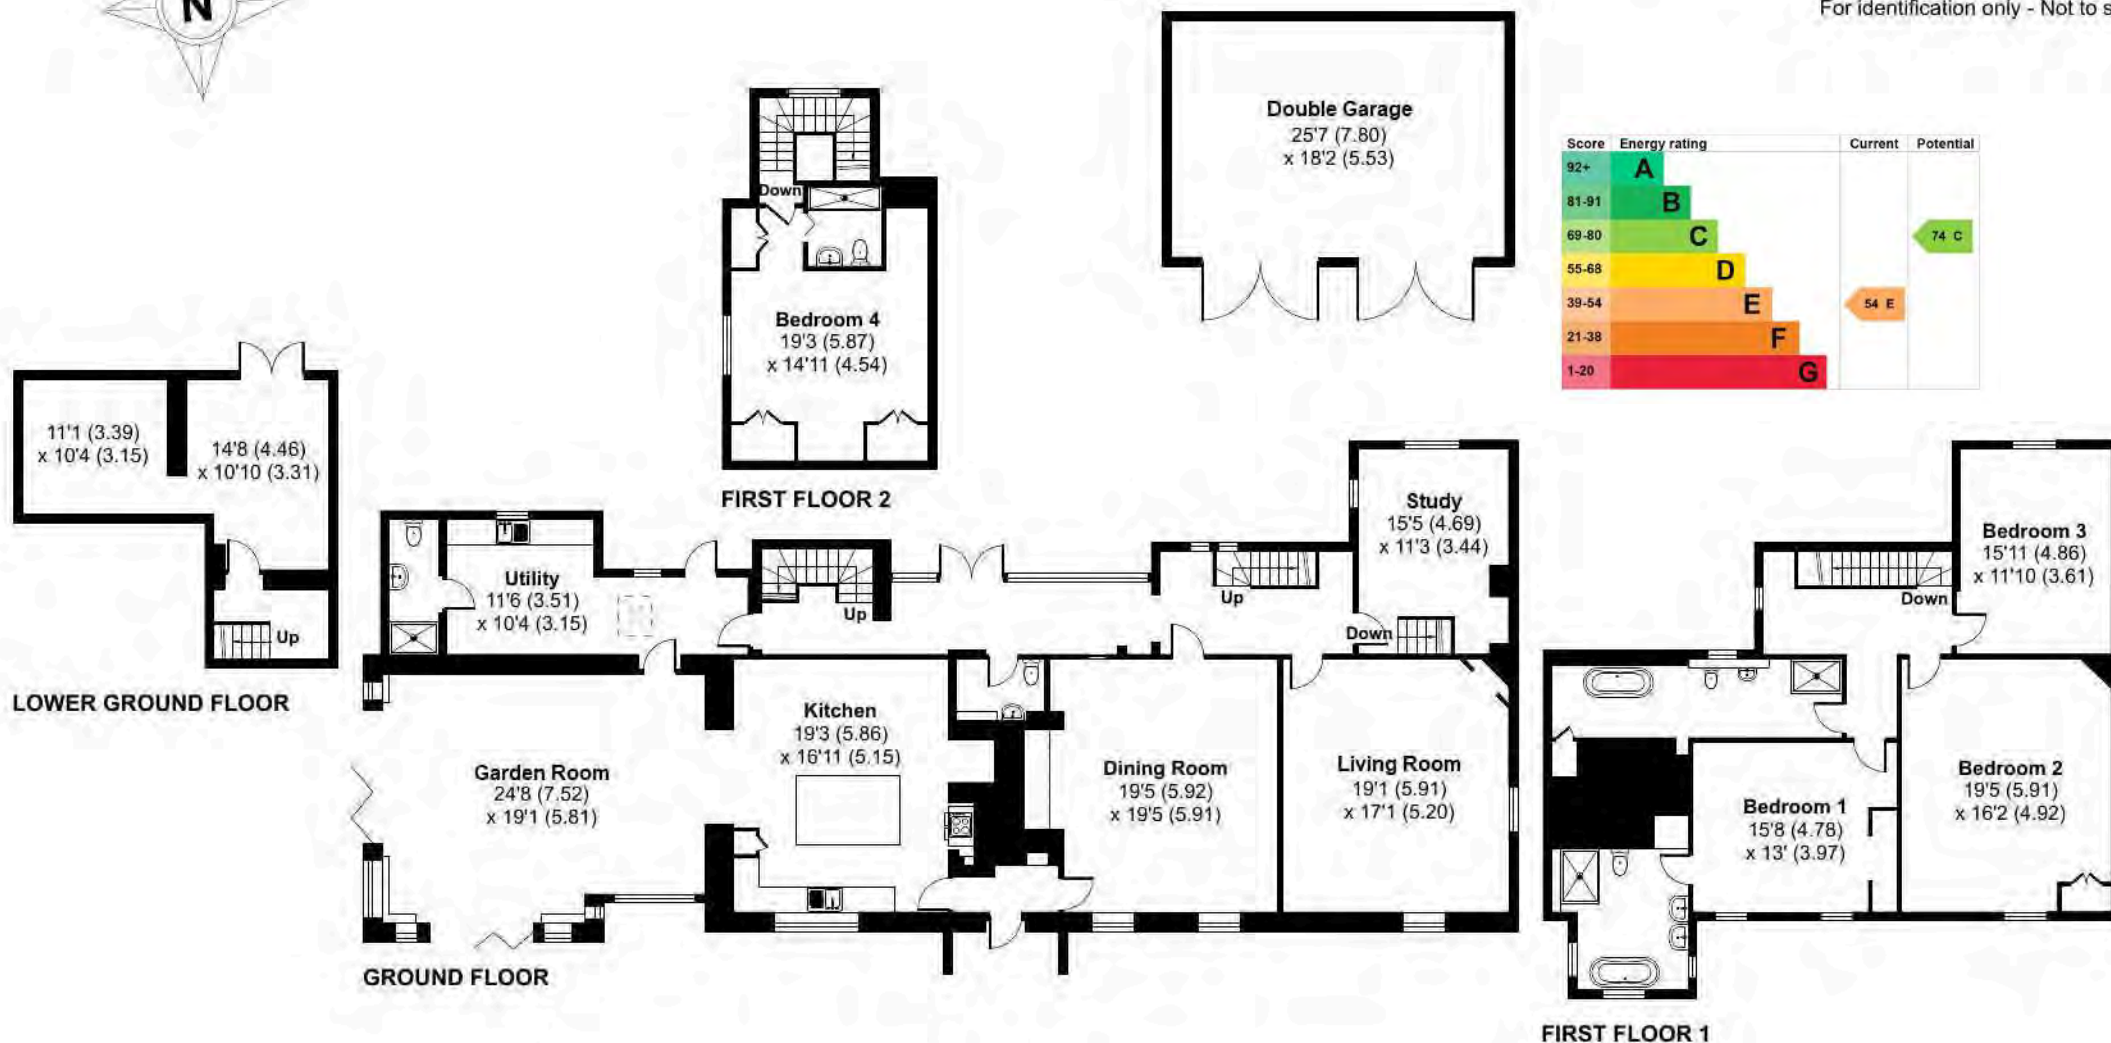 N
For identification only - Not to s
Double Garage
25'7 (7.80)
x 18'2 (5.53)
Score Energy rating Current Potential
92+ A
81-91 B
69-80 C 74 C
55-68 D
39-54 E 54 E
21-38 F
1-20 G
Down
Bedroom 4
19'3 (5.87)
x 14'11 (4.54)
FIRST FLOOR 2
11'1 (3.39)
x 10'4 (3.15)
14'8 (4.46)
x 10'10 (3.31)
Up
LOWER GROUND FLOOR
Utility
11'6 (3.51)
x 10'4 (3.15)
Up
Up
Study
15'5 (4.69)
x 11'3 (3.44)
Down
Garden Room
24'8 (7.52)
x 19'1 (5.81)
Kitchen
19'3 (5.86)
x 16'11 (5.15)
Dining Room
19'5 (5.92)
x 19'5 (5.91)
Living Room
19'1 (5.91)
x 17'1 (5.20)
GROUND FLOOR
Bedroom 3
15'11 (4.86)
x 11'10 (3.61)
Down
Bedroom 1
15'8 (4.78)
x 13' (3.97)
Bedroom 2
19'5 (5.91)
x 16'2 (4.92)
FIRST FLOOR 1